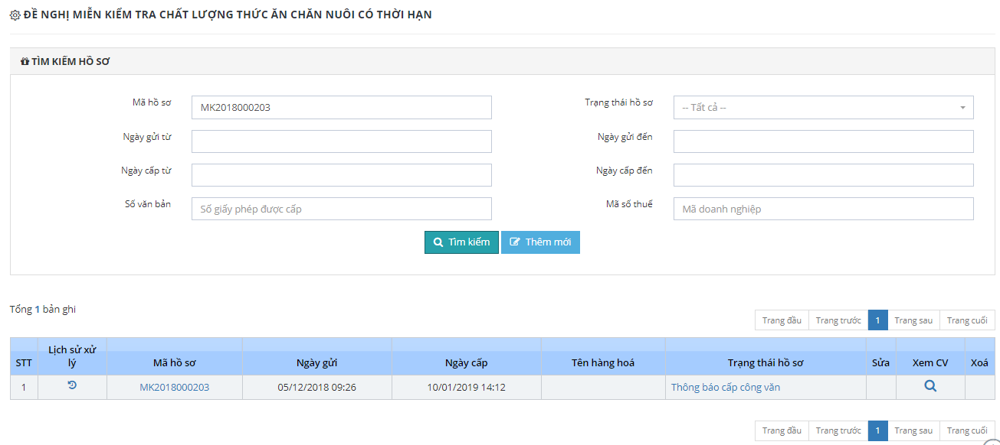 ĐỀ NGHỊ MIỄN KIỂM TRA CHẤT LƯỢNG THỨC ĂN CHĂN NUÔI CÓ THỜI HẠN
TÌM KIẾM HỒ SƠ
Mã hồ sơ MK2018000203 Trạng thái hồ sơ -- Tất cả --
Ngày gửi từ Ngày gửi đến
Ngày cấp từ Ngày cấp đến
Số văn bản Số giấy phép được cấp Mã số thuế Mã doanh nghiệp
Tìm kiếm Thêm mới
Tổng 1 bản ghi
Trang đầu Trang trước 1 Trang sau Trang cuối
STT Lịch sử xử lý Mã hồ sơ Ngày gửi Ngày cấp Tên hàng hoá Trạng thái hồ sơ Sửa Xem CV Xoá
1 MK2018000203 05/12/2018 09:26 10/01/2019 14:12 Thông báo cấp công văn
Trang đầu Trang trước 1 Trang sau Trang cuối